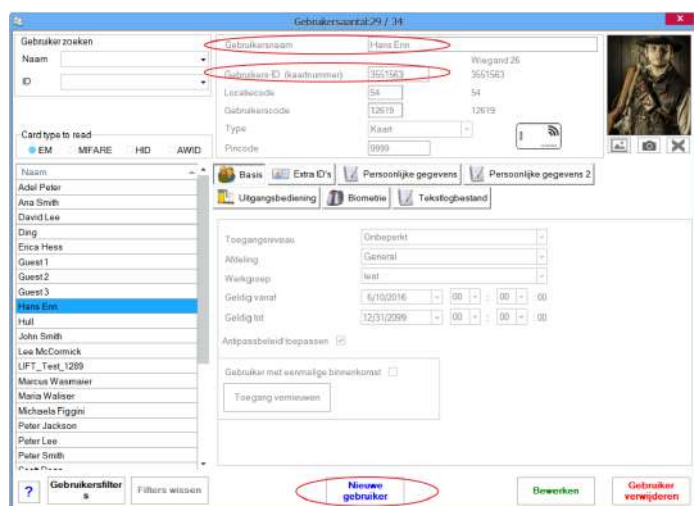 Gebruikersaantal:29 / 34
Gebruiker zoeken
Naam
ID
Card type to read
EM MIFARE HID AWID
Gebruikersnaam Hans Enn
Wiegand 26
Gebruikers-ID (kaartnummer) 3551563 3551563
Locatiecode 54 54
Gebruikerscode 12619 12619
Type Kaart
Pincode 9999
Naam
Adel Peter
Ana Smith
David Lee
Ding
Erica Hess
Guest 1
Guest 2
Guest 3
Hans Enn
Hull
John Smith
Lee McCormick
LIFT_Test_1289
Marcus Wasmaier
Maria Waliser
Michaela Figgini
Peter Jackson
Peter Lee
Peter Smith
Basis Extra ID's Persoonlijke gegevens Persoonlijke gegevens 2
Uitgangsbediening Biometrie Tekstlogbestand
Toegangsniveau Onbeperkt
Afdeling General
Werkgroep test
Geldig vanaf 6/10/2016 00 : 00 : 00
Geldig tot 12/31/2099 00 : 00 : 00
Antipassbeleid toepassen
Gebruiker met eenmalige binnenkomst
Toegang vernieuwen
? Gebruikersfilter
s
Filters wissen
Nieuwe
gebruiker
Bewerken
Gebruiker
verwijderen